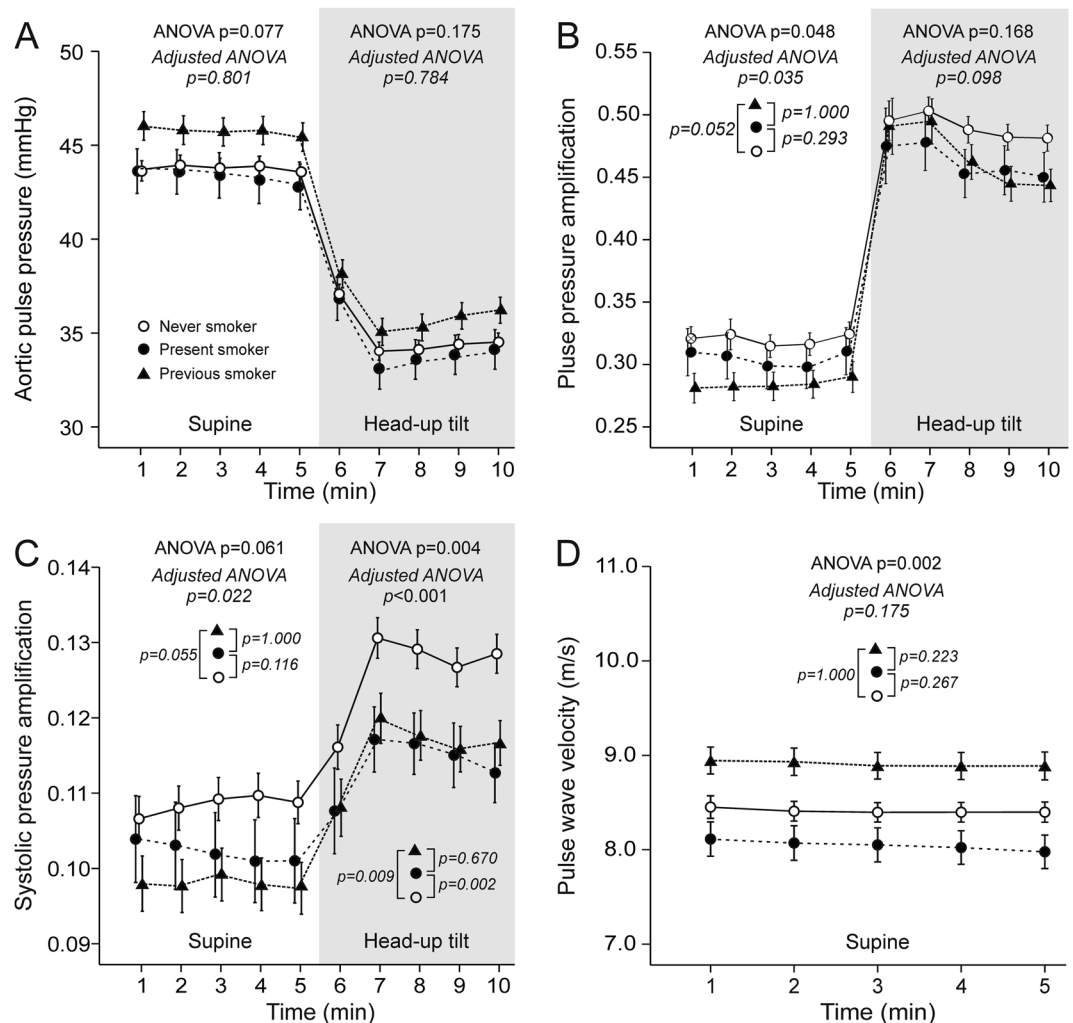 A
ANOVA p=0.077
Adjusted ANOVA
p=0.801
ANOVA p=0.175
Adjusted ANOVA
p=0.784
Aortic pulse pressure (mmHg)
50
45
40
35
30
Never smoker
Present smoker
Previous smoker
Supine
Head-up tilt
1 2 3 4 5 6 7 8 9 10
Time (min)
B
ANOVA p=0.048
Adjusted ANOVA
p=0.035
p=0.052
p=1.000
p=0.293
ANOVA p=0.168
Adjusted ANOVA
p=0.098
Pluse pressure amplification
0.55
0.50
0.45
0.40
0.35
0.30
0.25
Supine
Head-up tilt
1 2 3 4 5 6 7 8 9 10
Time (min)
C
ANOVA p=0.061
Adjusted ANOVA
p=0.022
p=0.055
p=1.000
p=0.116
ANOVA p=0.004
Adjusted ANOVA
p<0.001
p=0.009
p=0.670
p=0.002
Systolic pressure amplification
0.14
0.13
0.12
0.11
0.10
0.09
Supine
Head-up tilt
1 2 3 4 5 6 7 8 9 10
Time (min)
D
ANOVA p=0.002
Adjusted ANOVA
p=0.175
p=1.000
p=0.223
p=0.267
Pulse wave velocity (m/s)
11.0
10.0
9.0
8.0
7.0
Supine
1 2 3 4 5
Time (min)